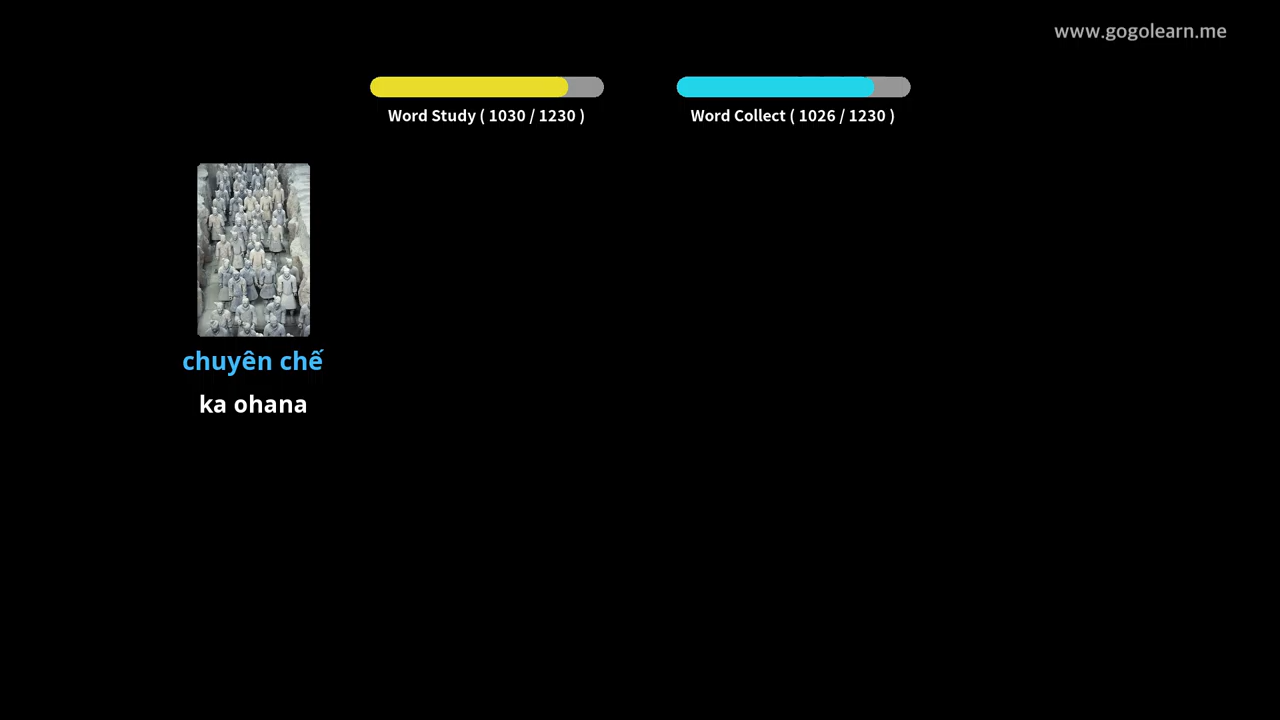 www.gogolearn.me
Word Study ( 1030 / 1230 )
Word Collect ( 1026 / 1230 )
chuyên chế
ka ohana